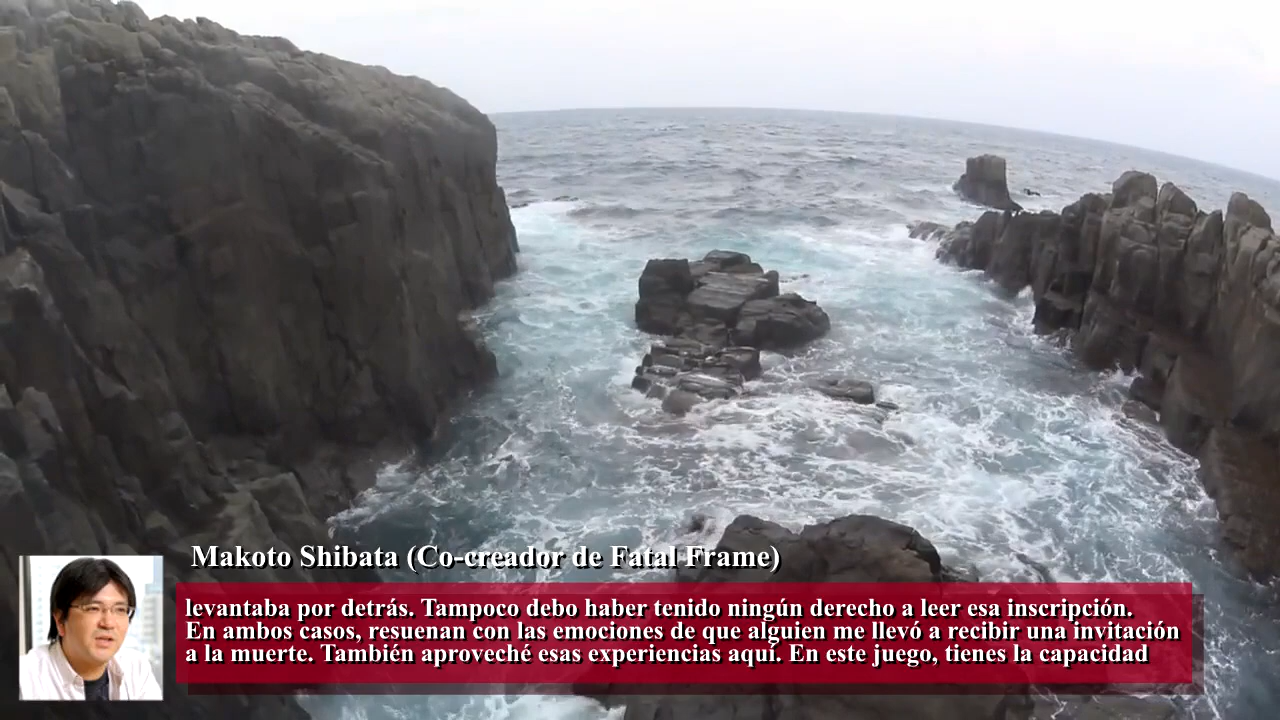 Makoto Shibata (Co-creador de Fatal Frame)
levantaba por detrás. Tampoco debo haber tenido ningún derecho a leer esa inscripción.
En ambos casos, resuenan con las emociones de que alguien me llevó a recibir una invitación
a la muerte. También aproveché esas experiencias aquí. En este juego, tienes la capacidad